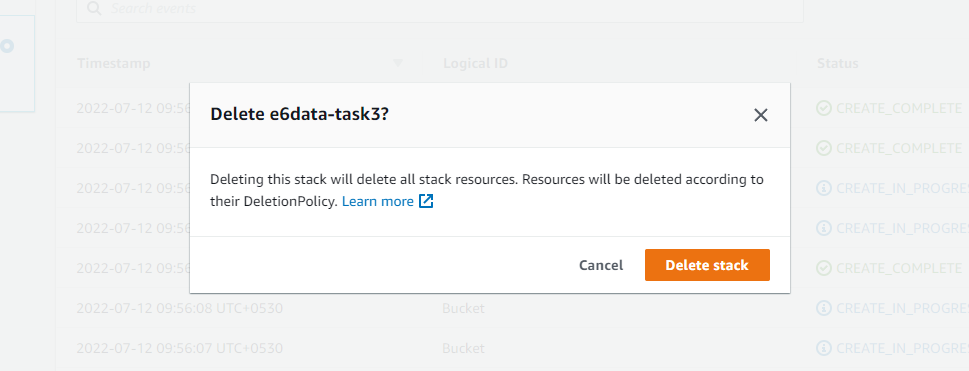 Search events
Timestamp Logical ID Status
Delete e6data-task3?
2022-07-12 09:56 CREATE_COMPLETE
2022-07-12 09:56 CREATE_COMPLETE
Deleting this stack will delete all stack resources. Resources will be deleted according to
2022-07-12 09:56 CREATE_IN_PROGRES
their DeletionPolicy. Learn more
2022-07-12 09:56 CREATE_IN_PROGRES
2022-07-12 09:56 CREATE_COMPLETE
Cancel Delete stack
2022-07-12 09:56:08 UTC+0530 Bucket CREATE_IN_PROGRES
2022-07-12 09:56:07 UTC+0530 Bucket CREATE_IN_PROGRES